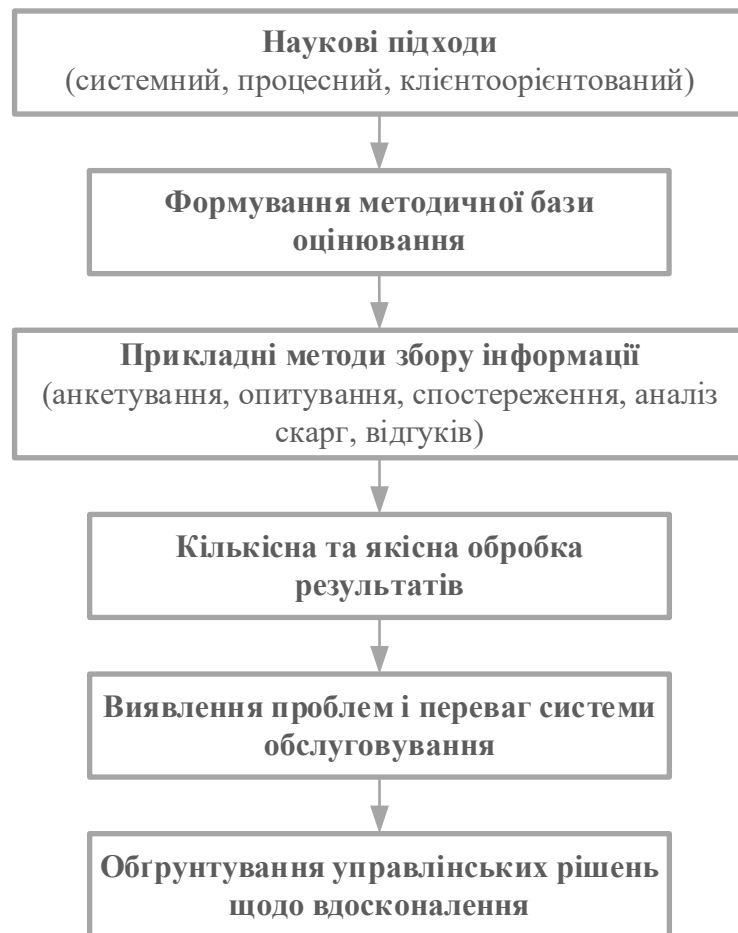 Наукові підходи
(системний, процесний, клієнтоорієнтований)
Формування методичної бази
оцінювання
Прикладні методи збору інформації
(анкетування, опитування, спостереження, аналіз
скарг, відгуків)
Кількісна та якісна обробка
результатів
Виявлення проблем і переваг системи
обслуговування
Обґрунтування управлінських рішень
щодо вдосконалення